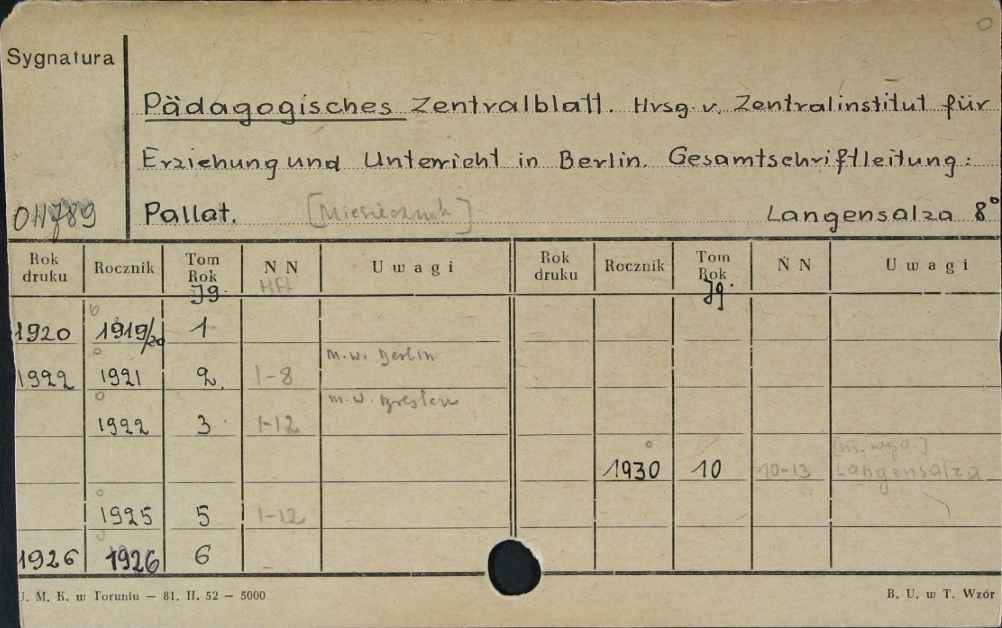 Sygnatura
Pädagogisches Zentralblatt. Hrsg. v. Zentralinstitut für
Erziehung und Unterricht in Berlin. Gesamtschriftleitung:
011789 Pallat. [Miesięcznik] Langensalza 8°
Rok druku Rocznik Tom Rok Jg. N N Hft Uwagi Rok druku Rocznik Tom Rok Jg. N N Uwagi
1920 1919/20 1
m.w. Berlin
1922 1921 2. 1-8
m.w. Breslau
1922 3 1-12
[m. wyd.]
1930 10 10-13 Langensalza
1925 5 1-12
1926 1926 6
U. M. K. w Toruniu — 81. II. 52 — 5000 B. U. w T. Wzór